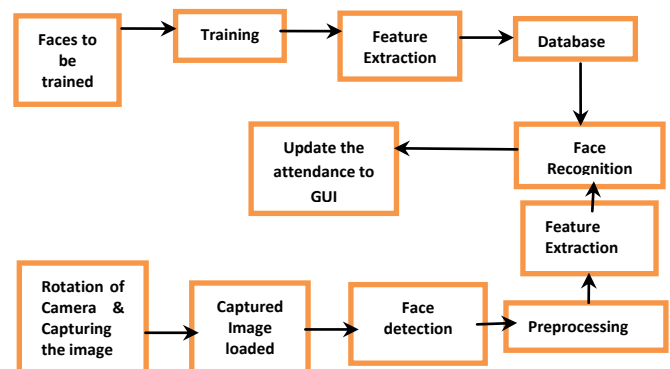 Faces to
be
trained
Training
Feature
Extraction
Database
Update the
attendance to
GUI
Face
Recognition
Feature
Extraction
Rotation of
Camera &
Capturing
the image
Captured
Image
loaded
Face
detection
Preprocessing